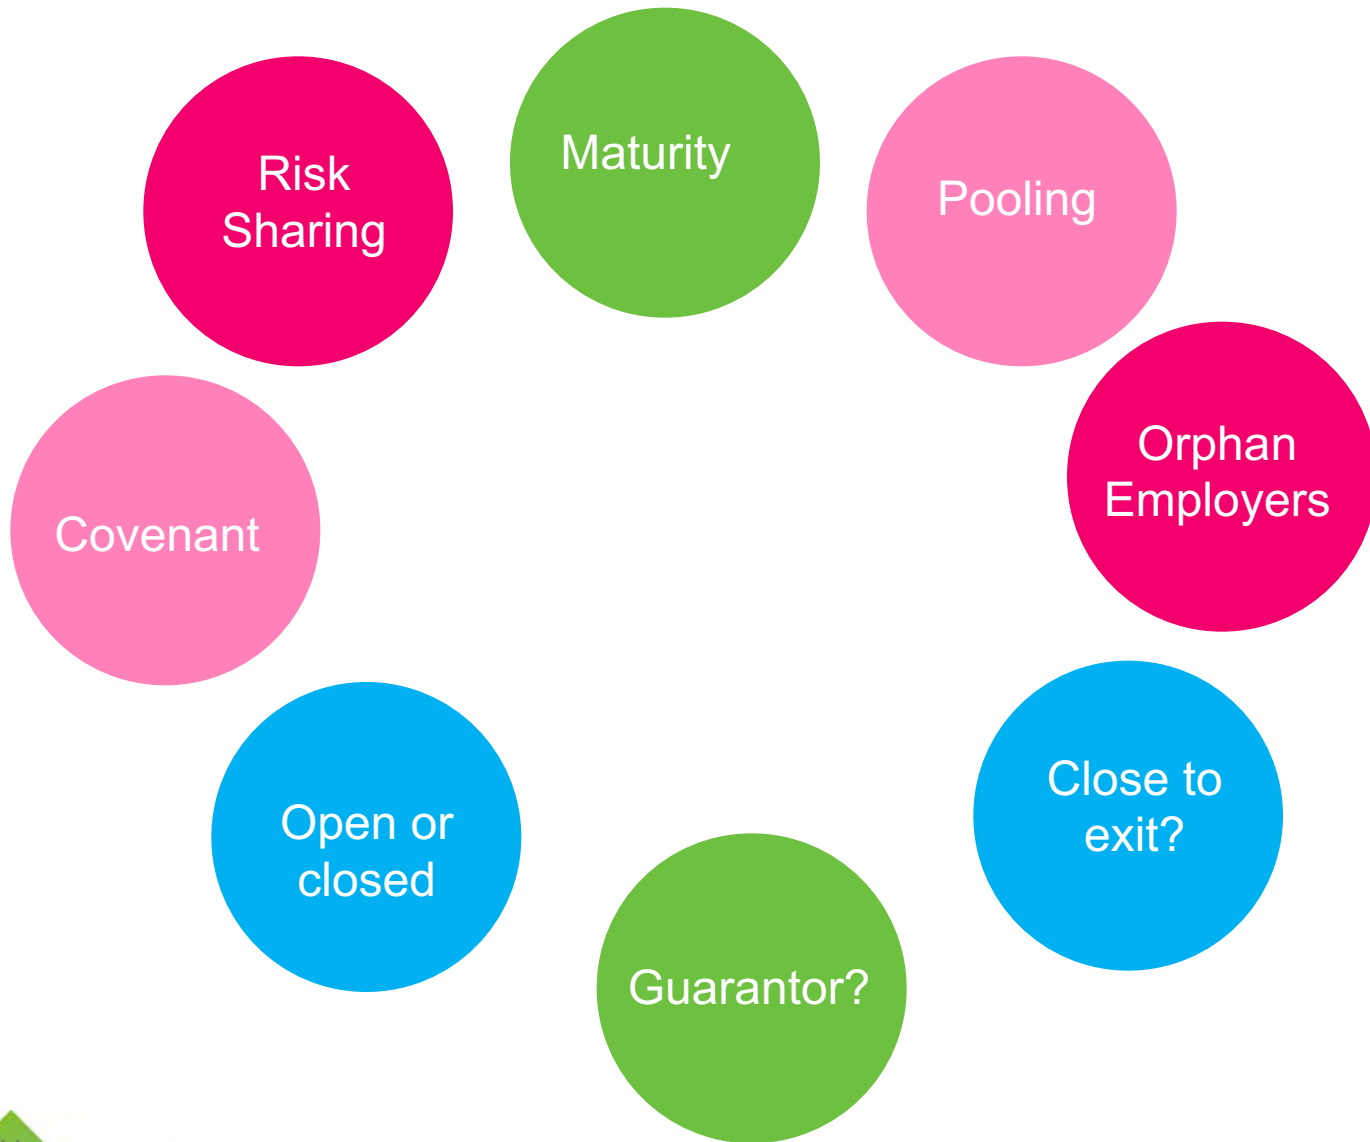 Maturity
Risk
Sharing
Pooling
Orphan
Employers
Covenant
Close to
exit?
Open or
closed
Guarantor?